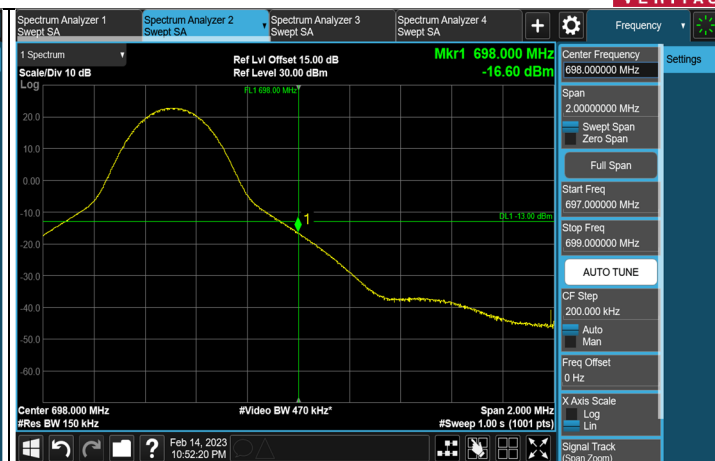 VERITAS
Spectrum Analyzer 1
Swept SA
Spectrum Analyzer 2
Swept SA
Spectrum Analyzer 3
Swept SA
Spectrum Analyzer 4
Swept SA
+
Frequency
1 Spectrum
Scale/Div 10 dB
Log
Ref Lvl Offset 15.00 dB
Ref Level 30.00 dBm
Mkr1 698.000 MHz
-16.60 dBm
FL1 698.00 MHz
20.0
10.0
0.00
-10.0
-20.0
-30.0
-40.0
-50.0
-60.0
1
DL1 -13.00 dBm
Center 698.000 MHz
#Res BW 150 kHz
#Video BW 470 kHz*
Span 2.000 MHz
#Sweep 1.00 s (1001 pts)
Center Frequency
698.000000 MHz
Settings
Span
2.00000000 MHz
Swept Span
Zero Span
Full Span
Start Freq
697.000000 MHz
Stop Freq
699.000000 MHz
AUTO TUNE
CF Step
200.000 kHz
Auto
Man
Freq Offset
0 Hz
X Axis Scale
Log
Lin
Signal Track
(Span Zoom)
?
Feb 14, 2023
10:52:20 PM